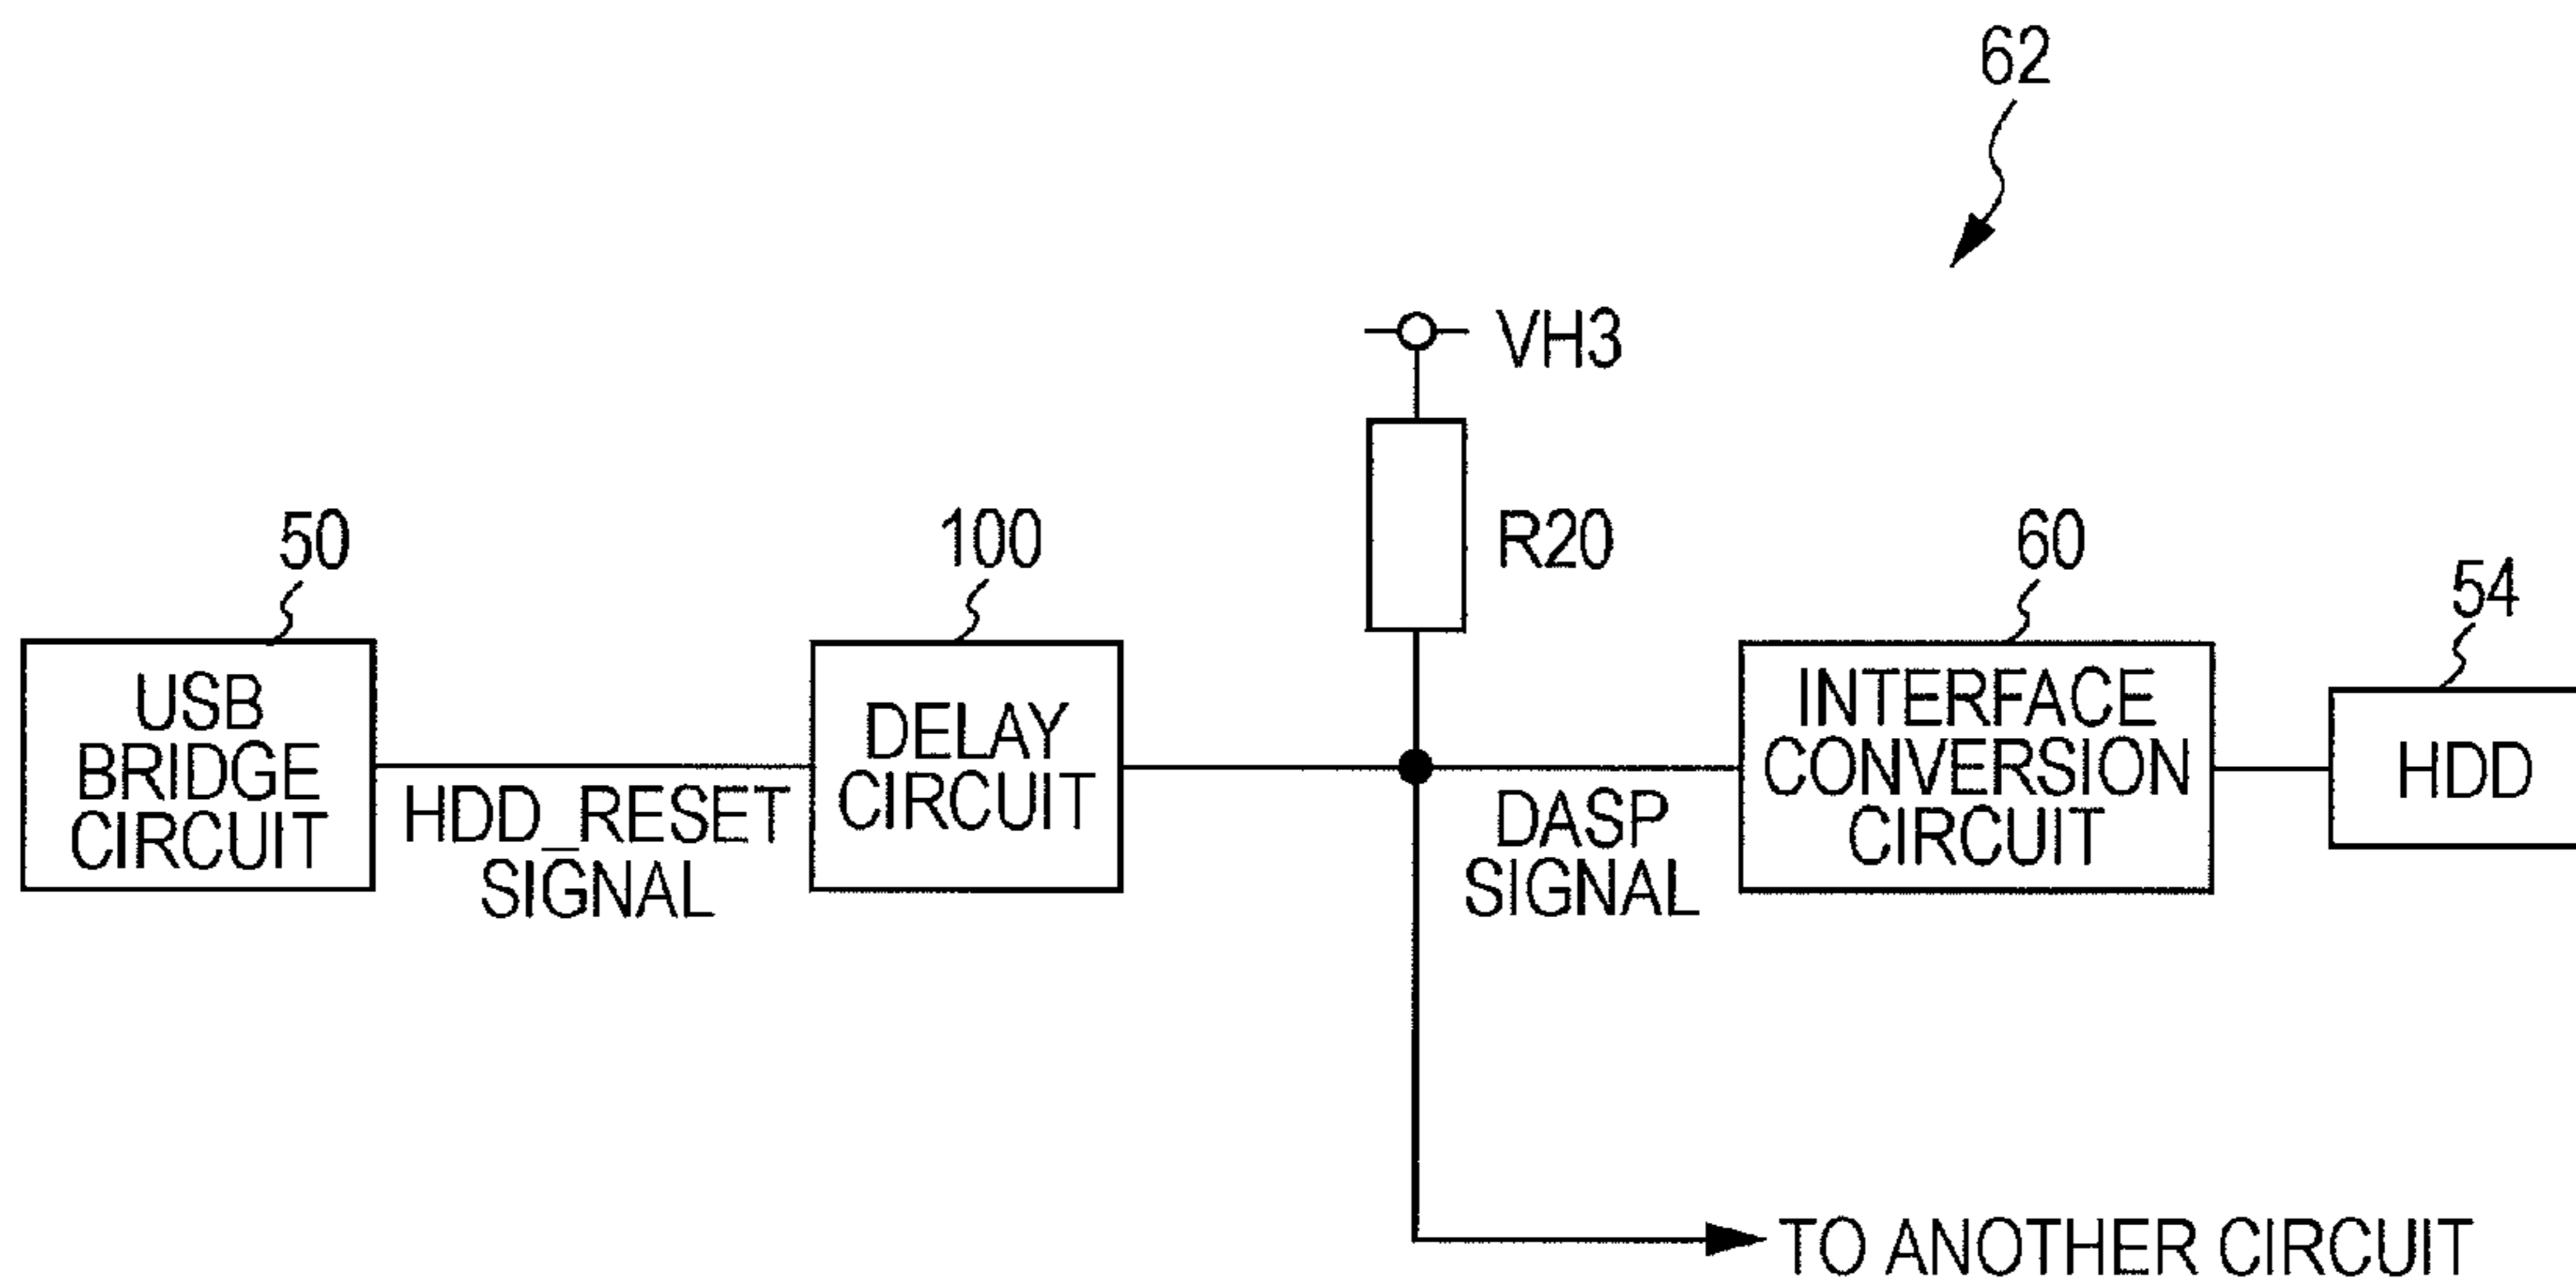 62
VH3
R20
50
100
60
54
USB
BRIDGE
CIRCUIT
HDD_RESET
SIGNAL
DELAY
CIRCUIT
DASP
SIGNAL
INTERFACE
CONVERSION
CIRCUIT
HDD
TO ANOTHER CIRCUIT